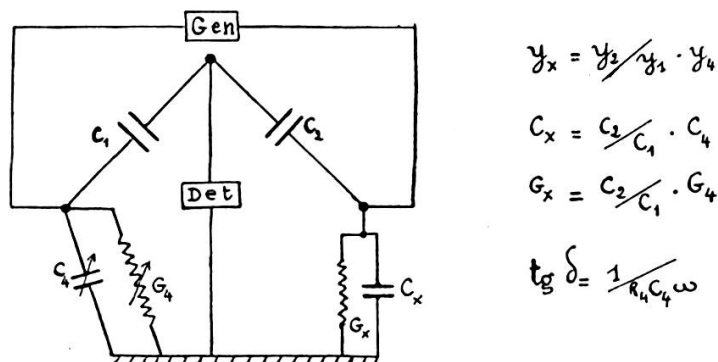 Gen
C₁
C₂
Det
C₄
G₄
Gₓ
Cₓ
yₓ = y₂/y₁ · y₄
Cₓ = C₂/C₁ · C₄
Gₓ = C₂/C₁ · G₄
tg δ = 1/R₄C₄ω